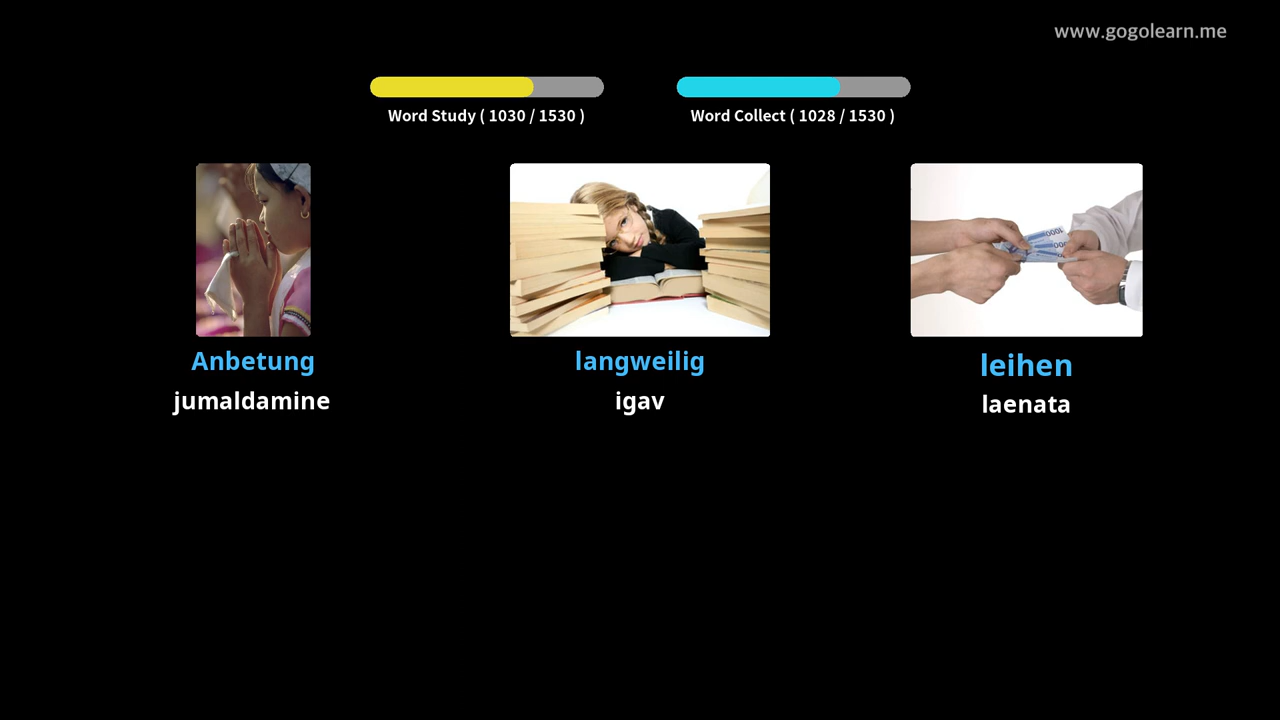 www.gogolearn.me
Word Study ( 1030 / 1530 )
Word Collect ( 1028 / 1530 )
Anbetung
jumaldamine
langweilig
igav
leihen
laenata